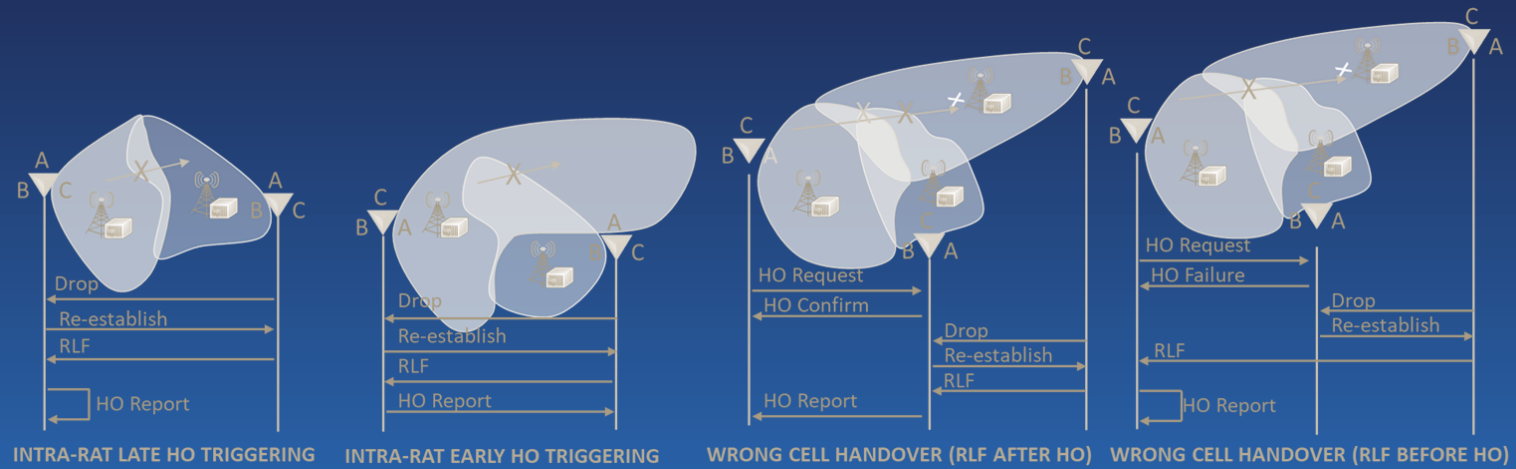 A
B
C
A
B
C
Drop
Re-establish
RLF
HO Report
INTRA-RAT LATE HO TRIGGERING
C
B
A
A
B
C
Drop
Re-establish
RLF
HO Report
INTRA-RAT EARLY HO TRIGGERING
C
B
A
C
B
A
C
B
A
HO Request
HO Confirm
Drop
Re-establish
RLF
HO Report
WRONG CELL HANDOVER (RLF AFTER HO)
C
B
A
C
B
A
C
B
A
HO Request
HO Failure
Drop
Re-establish
RLF
HO Report
WRONG CELL HANDOVER (RLF BEFORE HO)